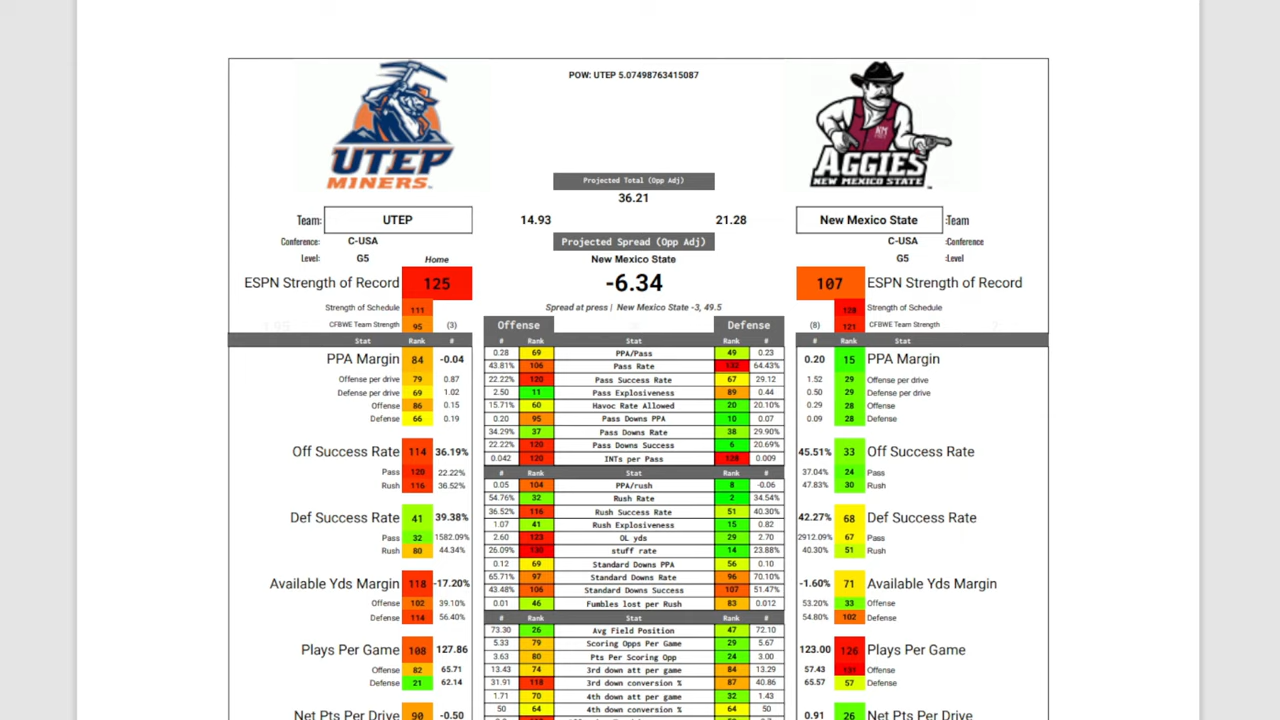 POW: UTEP 5.07498763415087
UTEP
MINERS
AGGIES
NEW MEXICO STATE
NM
Projected Total (Opp Adj)
36.21
Team: UTEP 14.93 21.28 New Mexico State :Team
Projected Spread (Opp Adj)
Conference: C-USA C-USA :Conference
Level: G5 Home New Mexico State G5 :Level
ESPN Strength of Record 125 -6.34 107 ESPN Strength of Record
Strength of Schedule 111 Spread at press | New Mexico State -3, 49.5 128 Strength of Schedule
CFBWE Team Strength 95 (3) Offense Defense (8) 121 CFBWE Team Strength
Stat Rank # # Rank Stat Rank # # Rank Stat
0.28 69 PPA/Pass 49 0.23
PPA Margin 84 -0.04 0.20 15 PPA Margin
43.81% 106 Pass Rate 64.43%
Offense per drive 79 0.87 22.22% 120 Pass Success Rate 67 29.12 1.52 29 Offense per drive
Defense per drive 69 1.02 2.50 11 Pass Explosiveness 89 0.44 0.50 29 Defense per drive
Offense 86 0.15 15.71% 60 Havoc Rate Allowed 20 20.10% 0.29 28 Offense
Defense 66 0.19 0.20 95 Pass Downs PPA 10 0.07 0.09 28 Defense
34.29% 37 Pass Downs Rate 38 29.90%
22.22% 120 Pass Downs Success 6 20.69%
Off Success Rate 114 36.19% 45.51% 33 Off Success Rate
0.042 120 INTs per Pass 128 0.009
Pass 120 22.22% # Rank Stat Rank # 37.04% 24 Pass
Rush 116 36.52% 0.05 104 PPA/rush 8 -0.06 47.83% 30 Rush
54.76% 32 Rush Rate 2 34.54%
36.52% 116 Rush Success Rate 51 40.30%
Def Success Rate 41 39.38% 42.27% 68 Def Success Rate
1.07 41 Rush Explosiveness 15 0.82
Pass 32 1582.09% 2.60 123 OL yds 29 2.70 2912.09% 67 Pass
Rush 80 44.34% 26.09% 130 stuff rate 14 23.88% 40.30% 51 Rush
0.12 69 Standard Downs PPA 56 0.10
65.71% 97 Standard Downs Rate 96 70.10%
Available Yds Margin 118 -17.20% -1.60% 71 Available Yds Margin
43.48% 106 Standard Downs Success 107 51.47%
Offense 102 39.10% 0.01 46 Fumbles lost per Rush 83 0.012 53.20% 33 Offense
Defense 114 56.40% # Rank Stat Rank # 54.80% 102 Defense
73.30 26 Avg Field Position 47 72.10
5.33 79 Scoring Opps Per Game 29 5.67
Plays Per Game 108 127.86 123.00 126 Plays Per Game
3.63 80 Pts Per Scoring Opp 24 3.00
Offense 82 65.71 13.43 74 3rd down att per game 84 13.29 57.43 Offense
Defense 21 62.14 31.91 118 3rd down conversion % 87 40.86 65.57 57 Defense
1.71 70 4th down att per game 32 1.43
50 64 4th down conversion % 64 50
Net Pts Per Drive 90 -0.50 0.91 26 Net Pts Per Drive